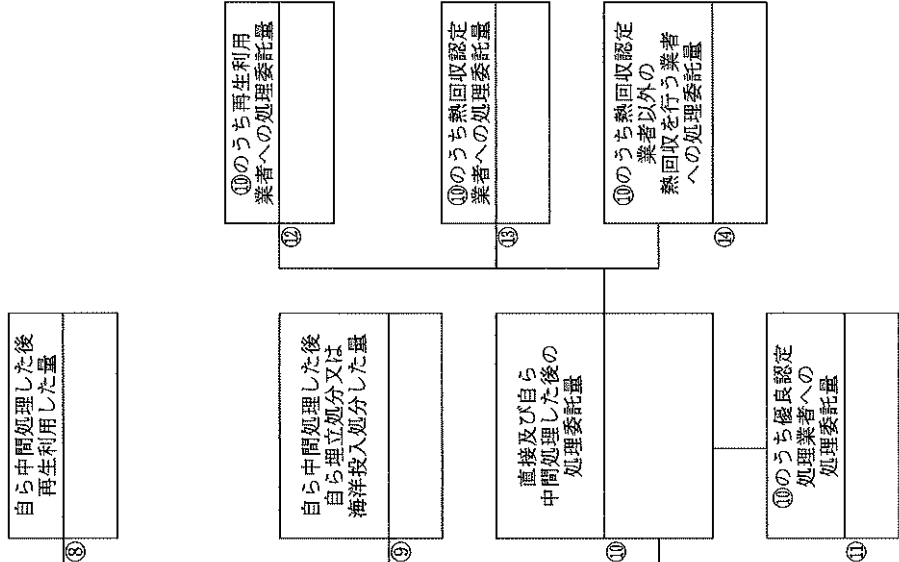 ⑧
自ら中間処理した後
再生利用した量
⑨
自ら中間処理した後
自ら埋立処分又は
海洋投入処分した量
⑩
直接及び自ら
中間処理した後の
処理委託量
⑪
⑩のうち優良認定
処理業者への
処理委託量
⑫
⑩のうち再生利用
業者への処理委託量
⑬
⑩のうち熱回収認定
業者への処理委託量
⑭
⑩のうち熱回収認定
業者以外の
熱回収を行う業者
への処理委託量